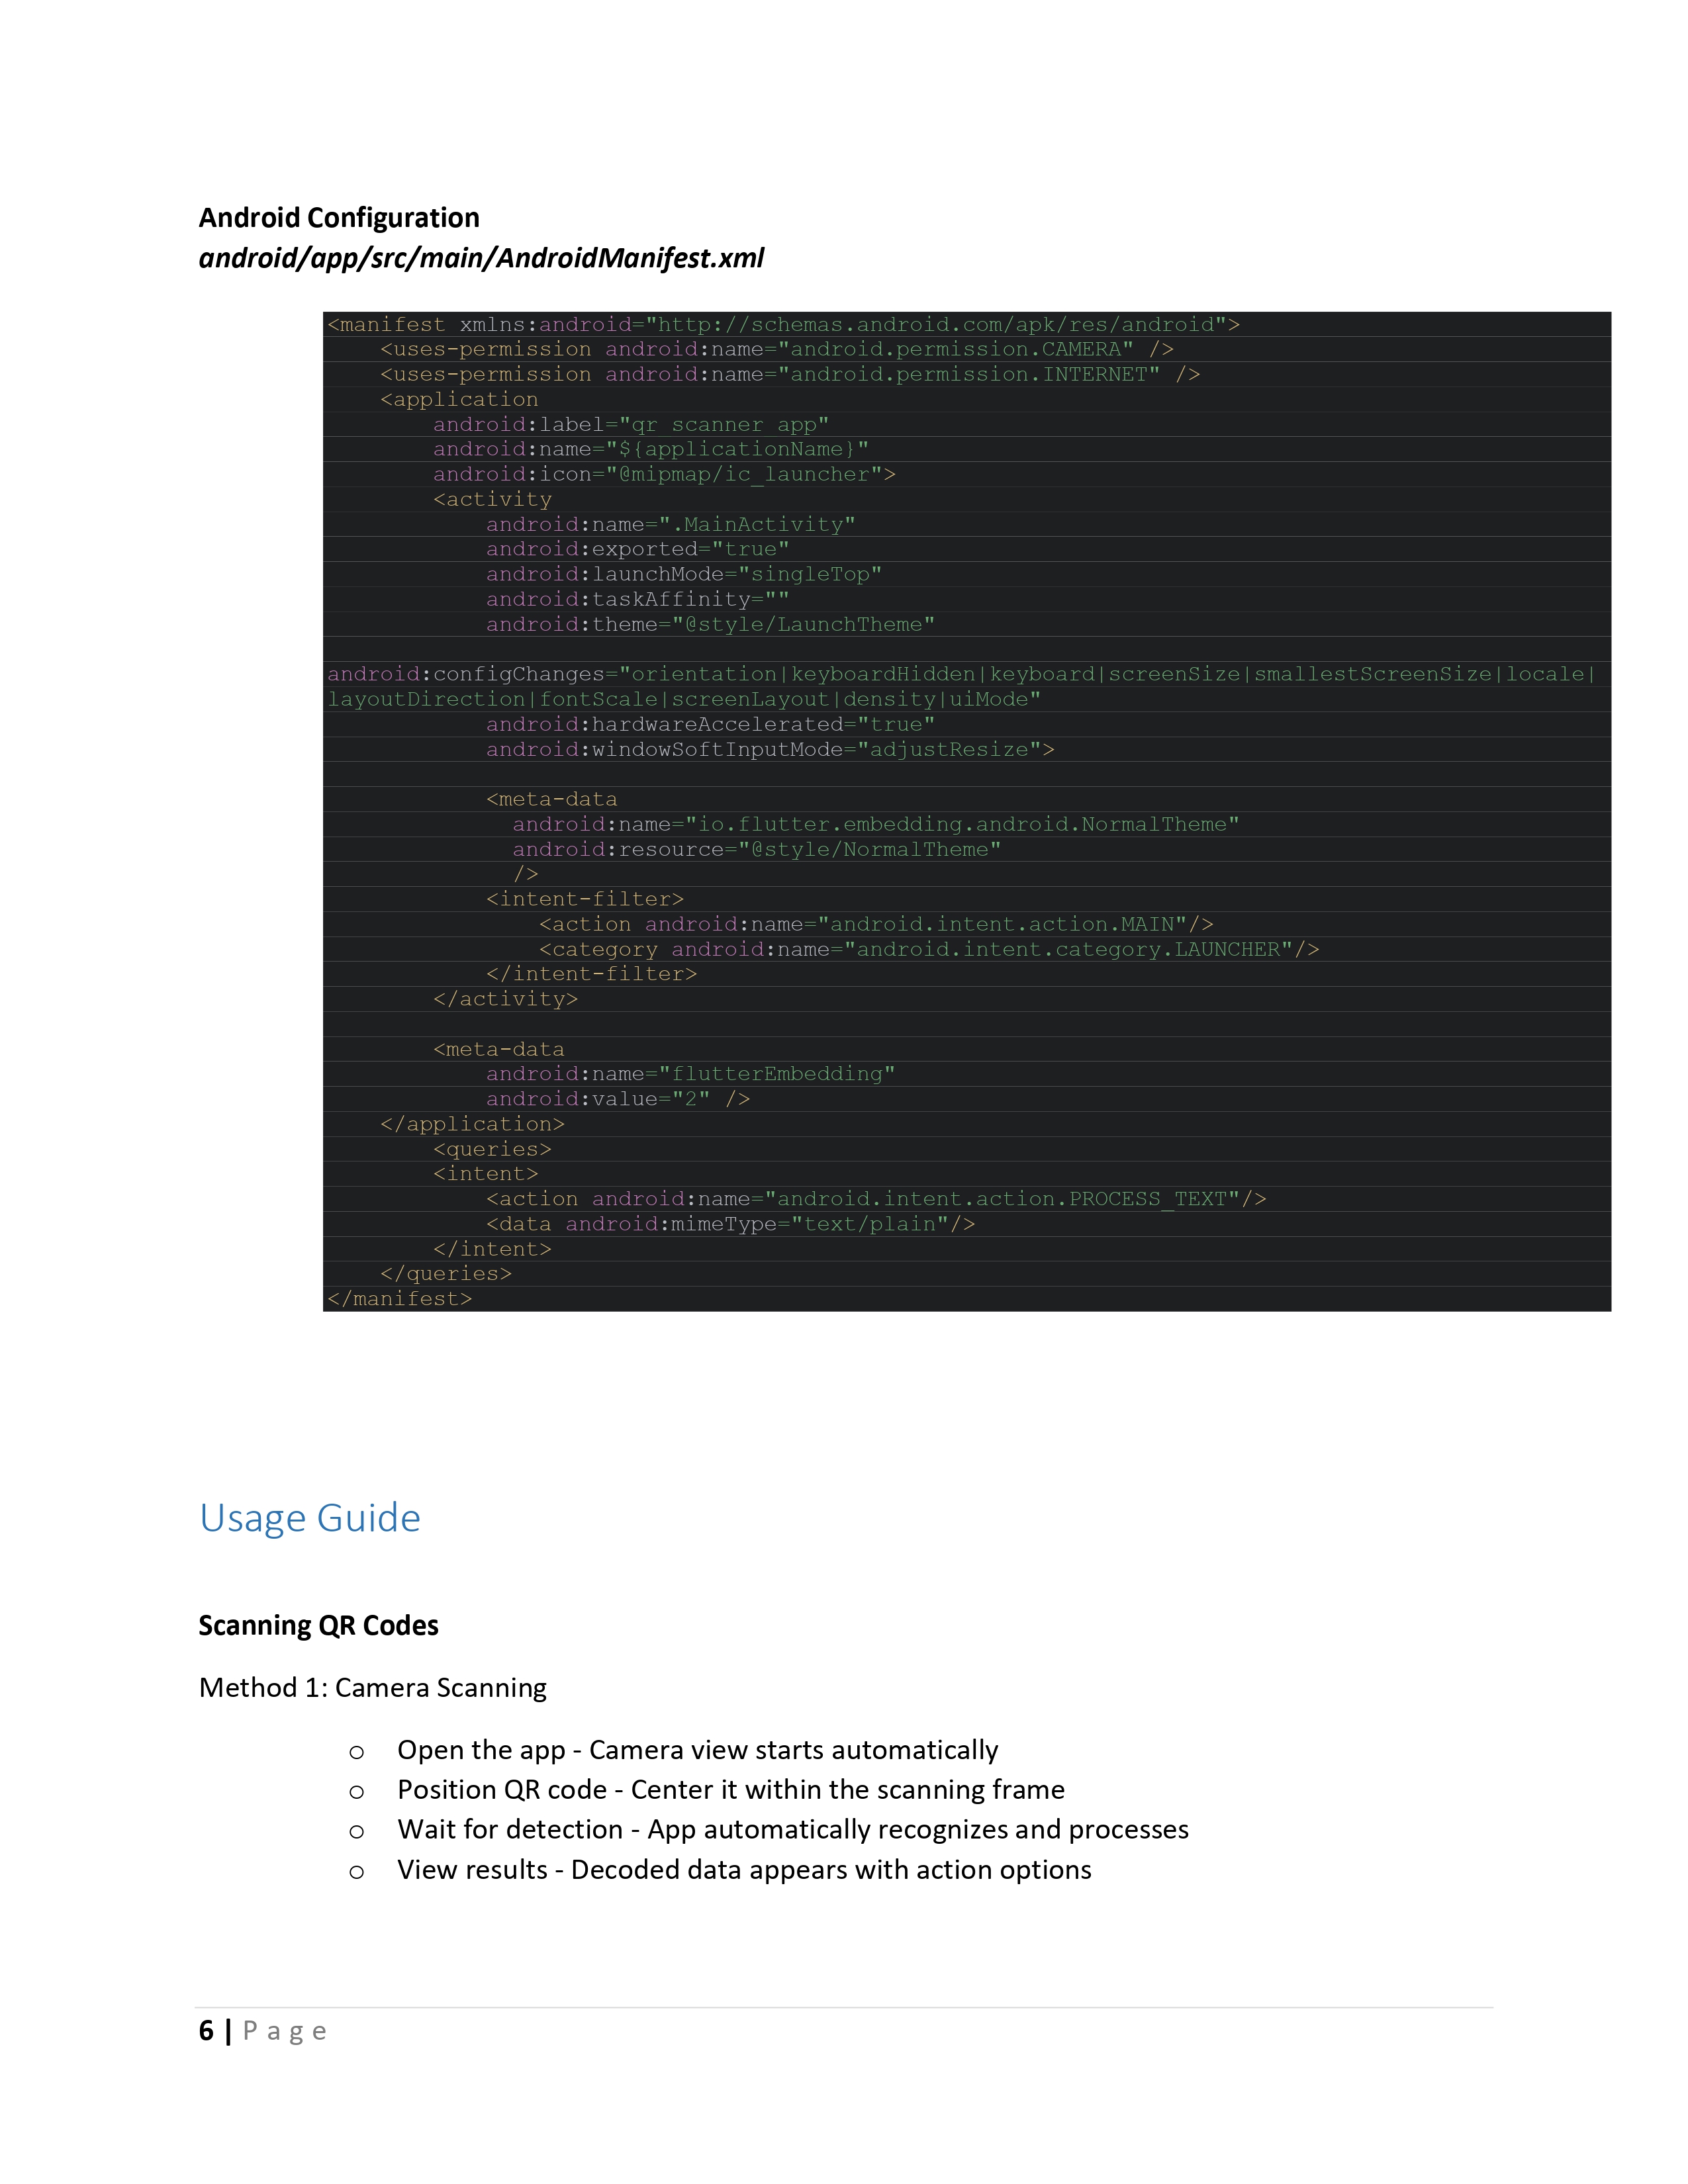 Android Configuration
android/app/src/main/AndroidManifest.xml
<manifest xmlns:android="http://schemas.android.com/apk/res/android">
    <uses-permission android:name="android.permission.CAMERA" />
    <uses-permission android:name="android.permission.INTERNET" />
    <application
        android:label="qr scanner app"
        android:name="${applicationName}"
        android:icon="@mipmap/ic_launcher">
        <activity
            android:name=".MainActivity"
            android:exported="true"
            android:launchMode="singleTop"
            android:taskAffinity=""
            android:theme="@style/LaunchTheme"
android:configChanges="orientation|keyboardHidden|keyboard|screenSize|smallestScreenSize|locale|
layoutDirection|fontScale|screenLayout|density|uiMode"
            android:hardwareAccelerated="true"
            android:windowSoftInputMode="adjustResize">
            <meta-data
              android:name="io.flutter.embedding.android.NormalTheme"
              android:resource="@style/NormalTheme"
              />
            <intent-filter>
                <action android:name="android.intent.action.MAIN"/>
                <category android:name="android.intent.category.LAUNCHER"/>
            </intent-filter>
        </activity>
        <meta-data
            android:name="flutterEmbedding"
            android:value="2" />
    </application>
        <queries>
        <intent>
            <action android:name="android.intent.action.PROCESS_TEXT"/>
            <data android:mimeType="text/plain"/>
        </intent>
    </queries>
</manifest>
Usage Guide
Scanning QR Codes
Method 1: Camera Scanning
o Open the app - Camera view starts automatically
o Position QR code - Center it within the scanning frame
o Wait for detection - App automatically recognizes and processes
o View results - Decoded data appears with action options
6 | Page